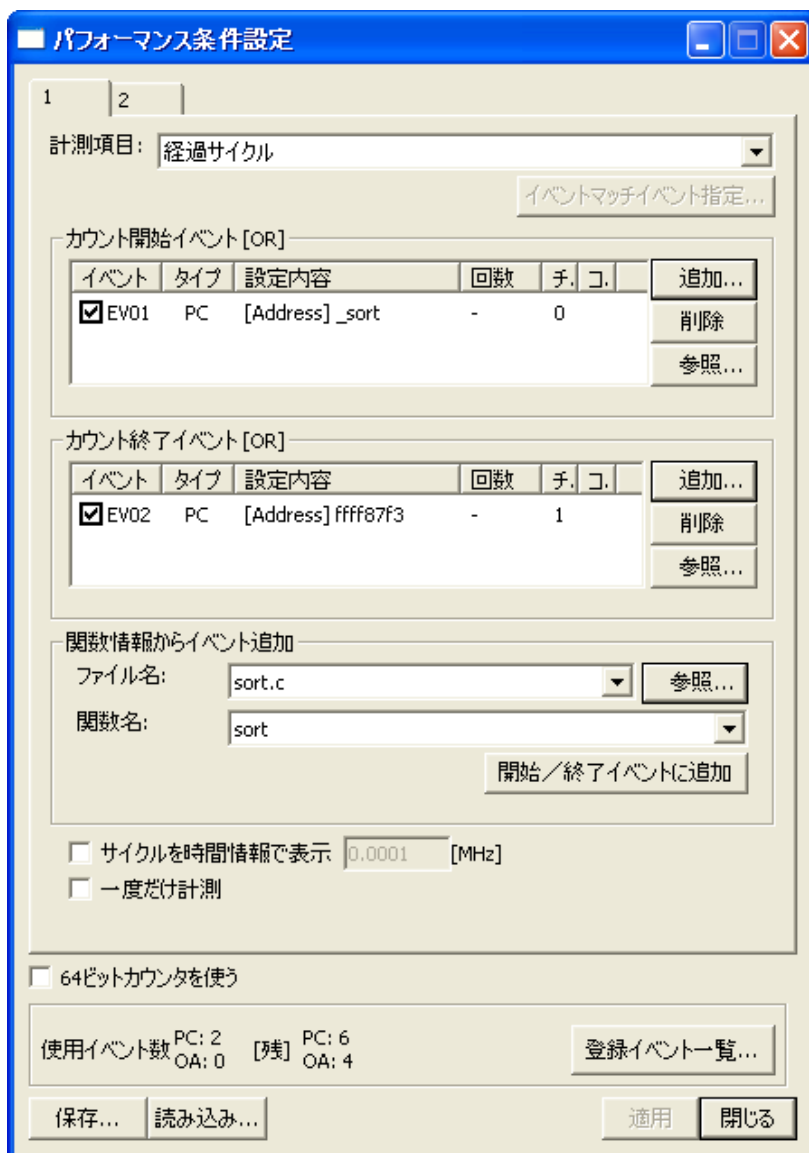 パフォーマンス条件設定
1 2
計測項目: 経過サイクル
イベントマッチイベント指定...
カウント開始イベント[OR]
イベント タイプ 設定内容 回数 チ. コ. 追加...
EV01 PC [Address] _sort - 0 削除
参照...
カウント終了イベント[OR]
イベント タイプ 設定内容 回数 チ. コ. 追加...
EV02 PC [Address] ffff87f3 - 1 削除
参照...
関数情報からイベント追加
ファイル名: sort.c 参照...
関数名: sort
開始/終了イベントに追加
サイクルを時間情報で表示 0.0001 [MHz]
一度だけ計測
64ビットカウンタを使う
使用イベント数 PC: 2 [残] PC: 6 登録イベント一覧...
OA: 0 OA: 4
保存... 読み込み... 適用 閉じる